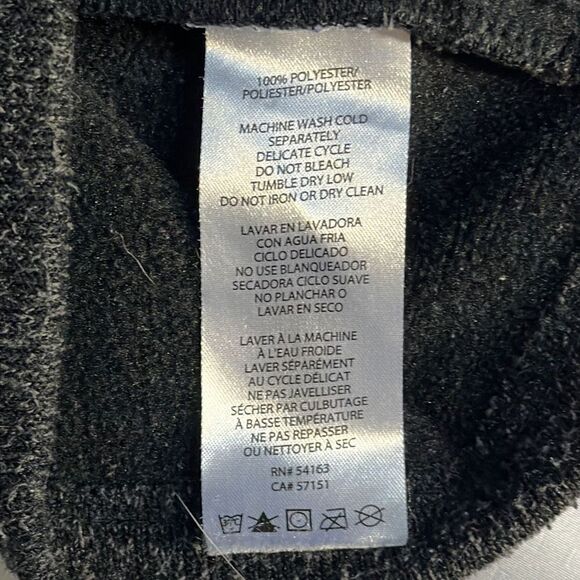 100% POLYESTER/
POLIESTER/POLYESTER
MACHINE WASH COLD
SEPARATELY
DELICATE CYCLE
DO NOT BLEACH
TUMBLE DRY LOW
DO NOT IRON OR DRY CLEAN
LAVAR EN LAVADORA
CON AGUA FRIA
CICLO DELICADO
NO USE BLANQUEADOR
SECADORA CICLO SUAVE
NO PLANCHAR O
LAVAR EN SECO
LAVER À LA MACHINE
À L'EAU FROIDE
LAVER SÉPARÉMENT
AU CYCLE DÉLICAT
NE PAS JAVELLISER
SÉCHER PAR CULBUTAGE
À BASSE TEMPÉRATURE
NE PAS REPASSER
OU NETTOYER À SEC
RN# 54163
CA# 57151